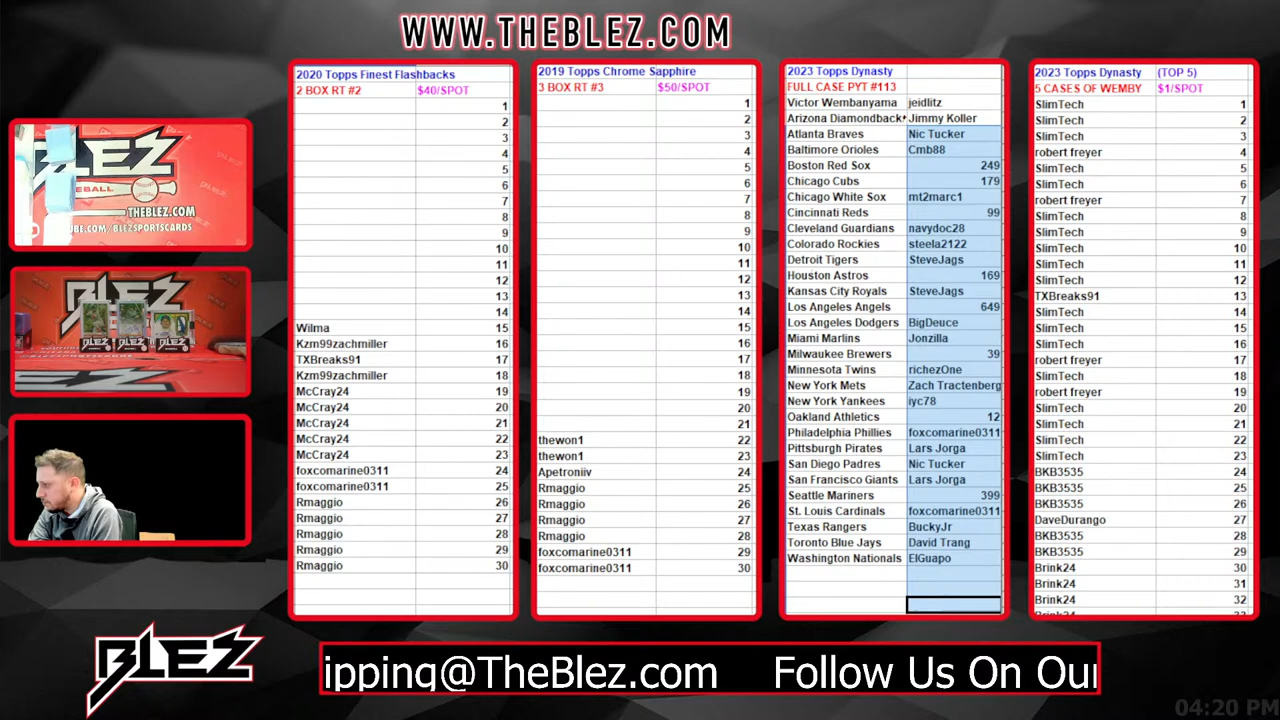 WWW.THEBLEZ.COM
BLEZ
BASEBALL
THEBLEZ.COM
UBE.COM/BLEZSPORTSCARDS
2020 Topps Finest Flashbacks
2 BOX RT #2 $40/SPOT
1
2
3
4
5
6
7
8
9
10
11
12
13
14
Wilma 15
Kzm99zachmiller 16
TXBreaks91 17
Kzm99zachmiller 18
McCray24 19
McCray24 20
McCray24 21
McCray24 22
McCray24 23
foxcomarine0311 24
foxcomarine0311 25
Rmaggio 26
Rmaggio 27
Rmaggio 28
Rmaggio 29
Rmaggio 30
2019 Topps Chrome Sapphire
3 BOX RT #3 $50/SPOT
1
2
3
4
5
6
7
8
9
10
11
12
13
14
15
16
17
18
19
20
21
thewon1 22
thewon1 23
Apetroniiv 24
Rmaggio 25
Rmaggio 26
Rmaggio 27
Rmaggio 28
foxcomarine0311 29
foxcomarine0311 30
2023 Topps Dynasty
FULL CASE PYT #113
Victor Wembanyama jeidlitz
Arizona Diamondback Jimmy Koller
Atlanta Braves Nic Tucker
Baltimore Orioles Cmb88
Boston Red Sox 249
Chicago Cubs 179
Chicago White Sox mt2marc1
Cincinnati Reds 99
Cleveland Guardians navydoc28
Colorado Rockies steela2122
Detroit Tigers SteveJags
Houston Astros 169
Kansas City Royals SteveJags
Los Angeles Angels 649
Los Angeles Dodgers BigDeuce
Miami Marlins Jonzilla
Milwaukee Brewers 39
Minnesota Twins richezOne
New York Mets Zach Tractenberg
New York Yankees iyc78
Oakland Athletics 12
Philadelphia Phillies foxcomarine0311
Pittsburgh Pirates Lars Jorga
San Diego Padres Nic Tucker
San Francisco Giants Lars Jorga
Seattle Mariners 399
St. Louis Cardinals foxcomarine0311
Texas Rangers BuckyJr
Toronto Blue Jays David Trang
Washington Nationals ElGuapo
2023 Topps Dynasty (TOP 5)
5 CASES OF WEMBY $1/SPOT
SlimTech 1
SlimTech 2
SlimTech 3
robert freyer 4
SlimTech 5
SlimTech 6
robert freyer 7
SlimTech 8
SlimTech 9
SlimTech 10
SlimTech 11
SlimTech 12
TXBreaks91 13
SlimTech 14
SlimTech 15
SlimTech 16
robert freyer 17
SlimTech 18
robert freyer 19
SlimTech 20
SlimTech 21
SlimTech 22
SlimTech 23
BKB3535 24
BKB3535 25
BKB3535 26
DaveDurango 27
BKB3535 28
BKB3535 29
Brink24 30
Brink24 31
Brink24 32
Brink24 33
BLEZ
ipping@TheBlez.com Follow Us On Our
04:20 PM